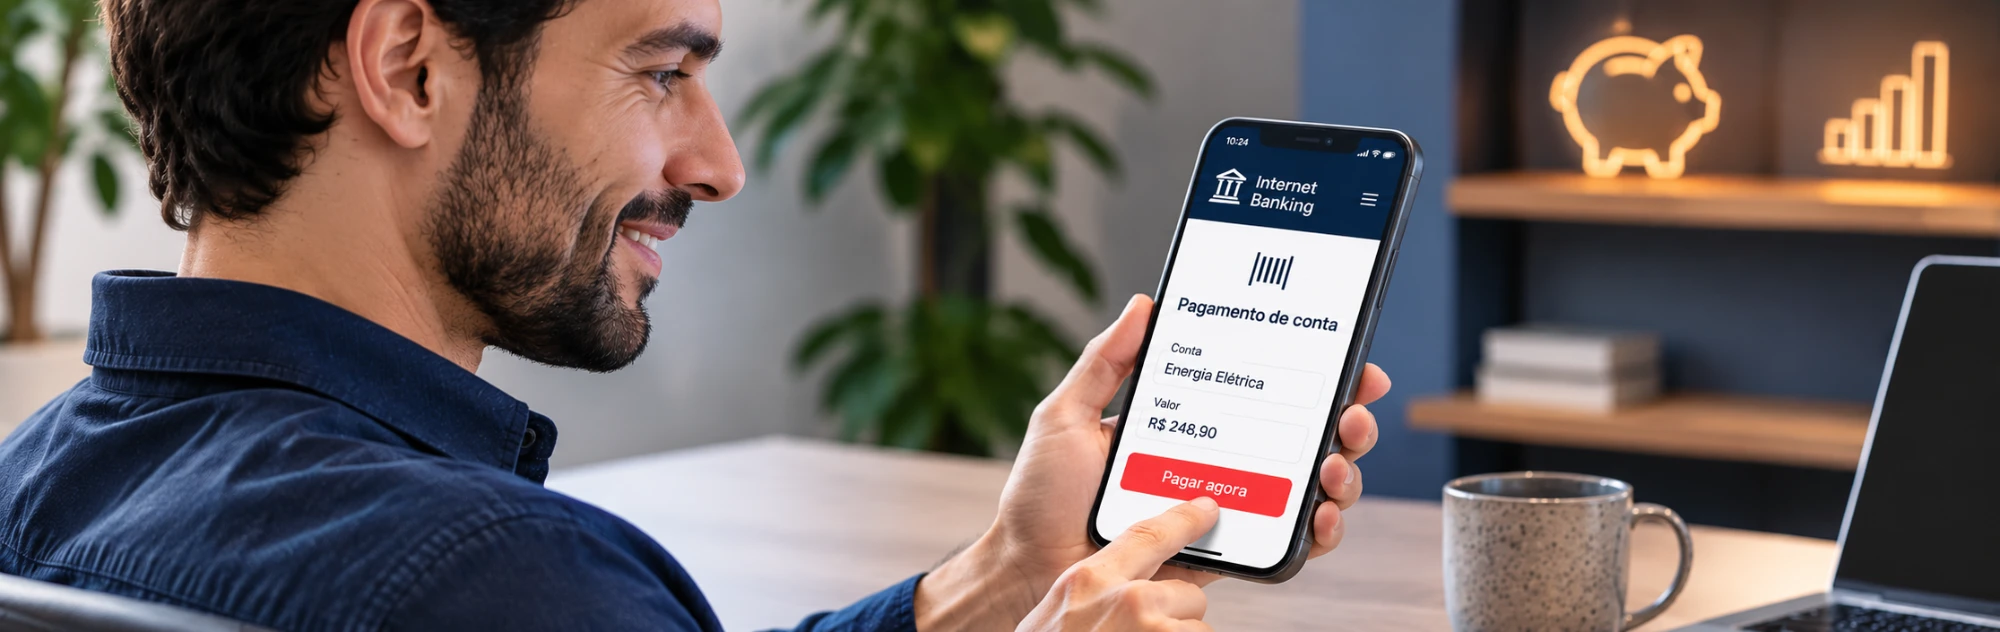 10:24
Internet
Banking
Pagamento de conta
Conta
Energia Elétrica
Valor
R$ 248,90
Pagar agora